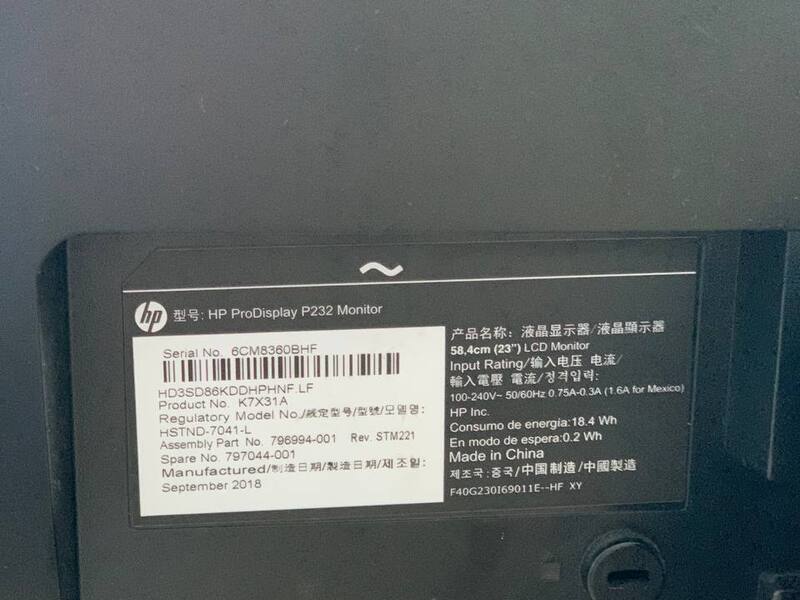 hp
型号: HP ProDisplay P232 Monitor
Serial No. 6CM8360BHF
HD3SD86KDDHPHNF.LF
Product No. K7X31A
Regulatory Model No./规定型号/型號/모델명:
HSTND-7041-L
Assembly Part No. 796994-001 Rev. STM221
Spare No. 797044-001
Manufactured/制造日期/製造日期/제조일:
September 2018
产品名称: 液晶显示器/液晶顯示器
58,4cm (23") LCD Monitor
Input Rating/输入电压 电流/
輸入電壓 電流/정격입력:
100-240V~ 50/60Hz 0.75A-0.3A (1.6A for Mexico)
HP Inc.
Consumo de energía:18.4 Wh
En modo de espera:0.2 Wh
Made in China
제조국:중국/中国制造/中國製造
F40G230I69011E--HF XY